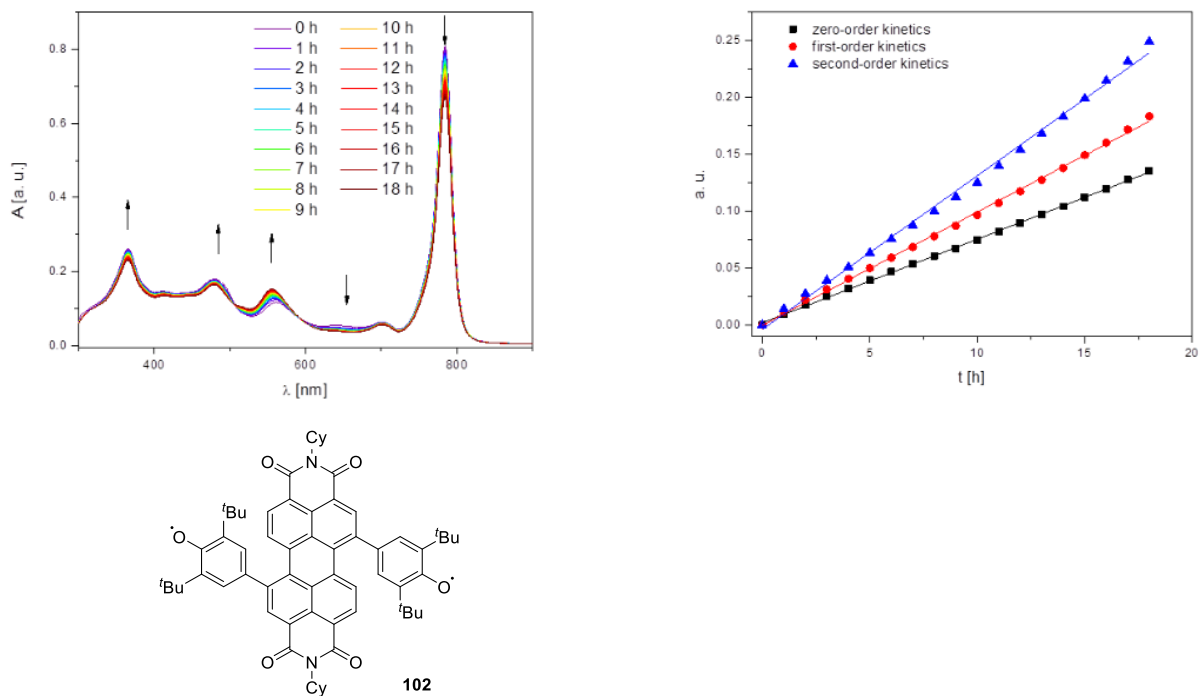 0 h
1 h
2 h
3 h
4 h
5 h
6 h
7 h
8 h
9 h
10 h
11 h
12 h
13 h
14 h
15 h
16 h
17 h
18 h
0.8
0.6
0.4
0.2
0.0
A [a. u.]
400
600
800
λ [nm]
zero-order kinetics
first-order kinetics
second-order kinetics
0.25
0.20
0.15
0.10
0.05
0.00
a. u.
0
5
10
15
20
t [h]
Cy
O N O
tBu
•O
tBu
tBu
O•
tBu
O N O
Cy
102